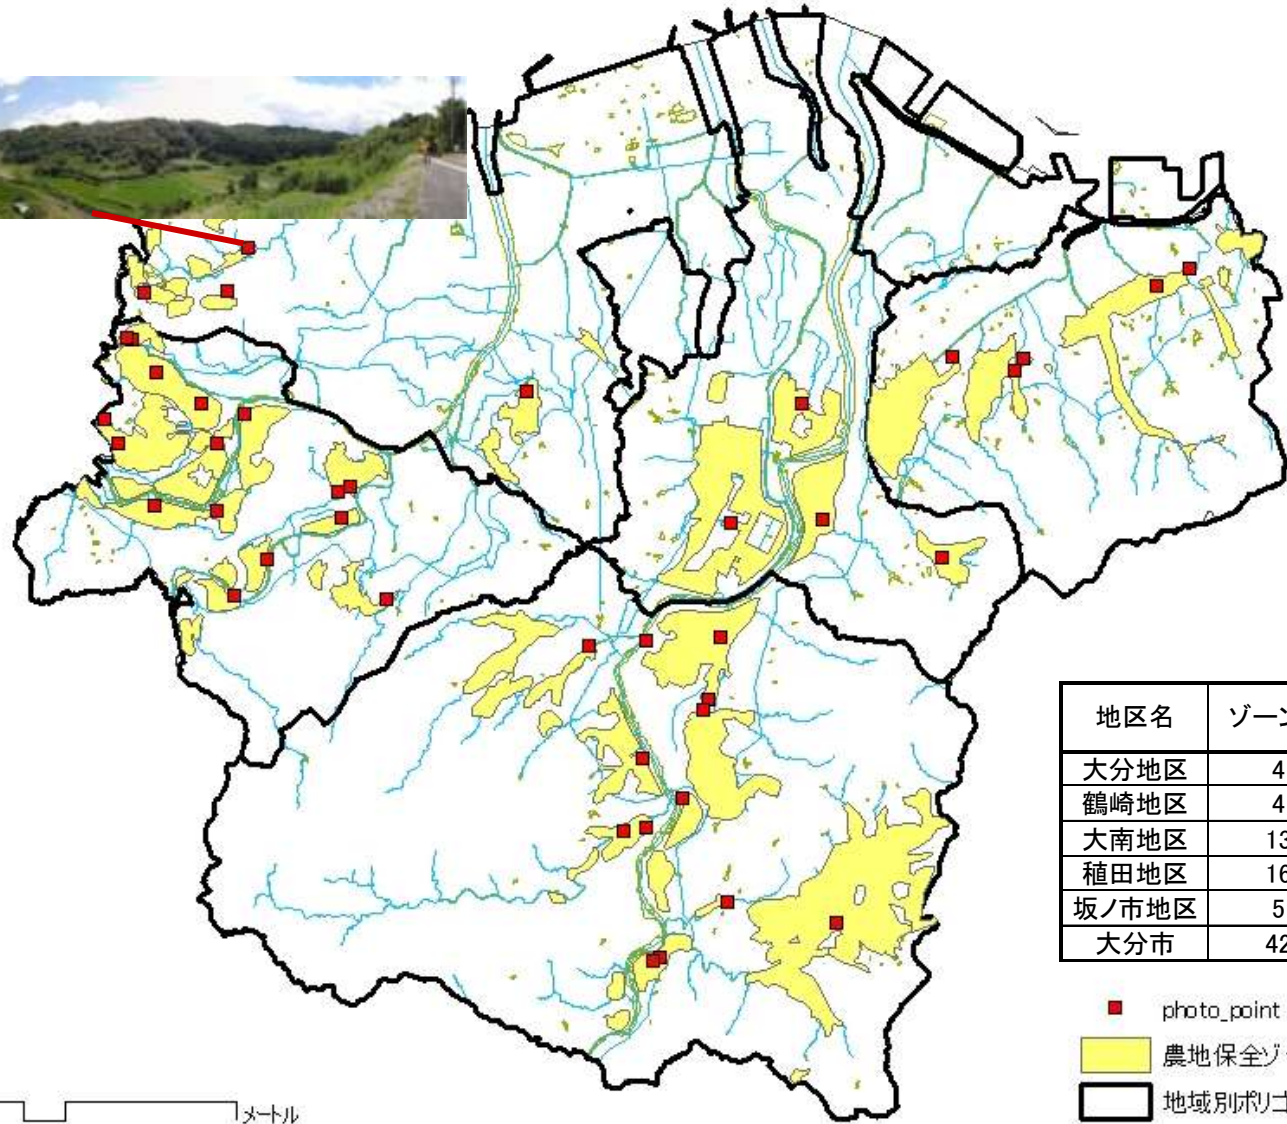 地区名 ゾーン
大分地区 4
鶴崎地区 4
大南地区 13
稙田地区 16
坂ノ市地区 5
大分市 42
photo_point
農地保全ゾ
地域別ポリゴ
メートル